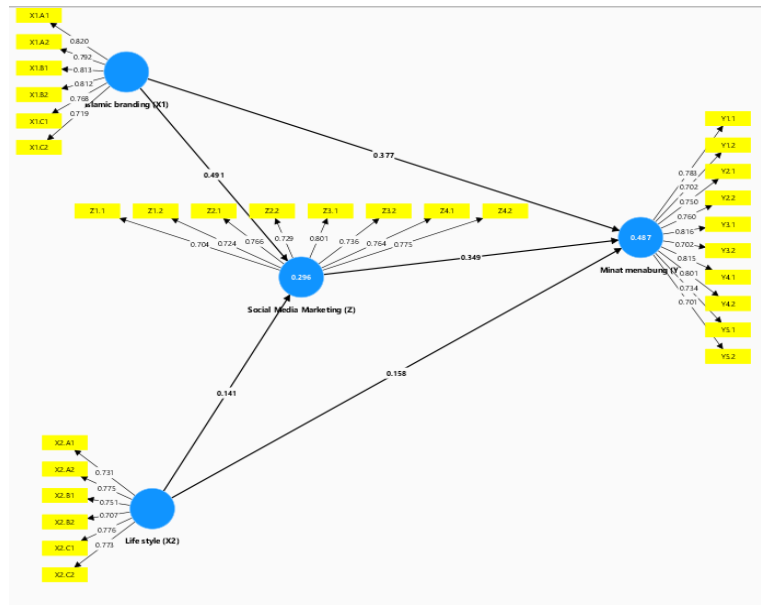 X1.A1
X1.A2
X1.B1
X1.B2
X1.C1
X1.C2
0.820
0.792
0.813
0.812
0.768
0.719
Islamic branding (X1)
0.377
0.491
Z1.1
Z1.2
Z2.1
Z2.2
Z3.1
Z3.2
Z4.1
Z4.2
0.704
0.724
0.766
0.729
0.801
0.736
0.764
0.775
0.296
Social Media Marketing (Z)
0.349
Y1.1
Y1.2
Y2.1
Y2.2
Y3.1
Y3.2
Y4.1
Y4.2
Y5.1
Y5.2
0.783
0.702
0.750
0.760
0.816
0.702
0.815
0.801
0.734
0.701
0.487
Minat menabung (Y
0.141
0.158
X2.A1
X2.A2
X2.B1
X2.B2
X2.C1
X2.C2
0.731
0.775
0.751
0.707
0.776
0.773
Life style (X2)